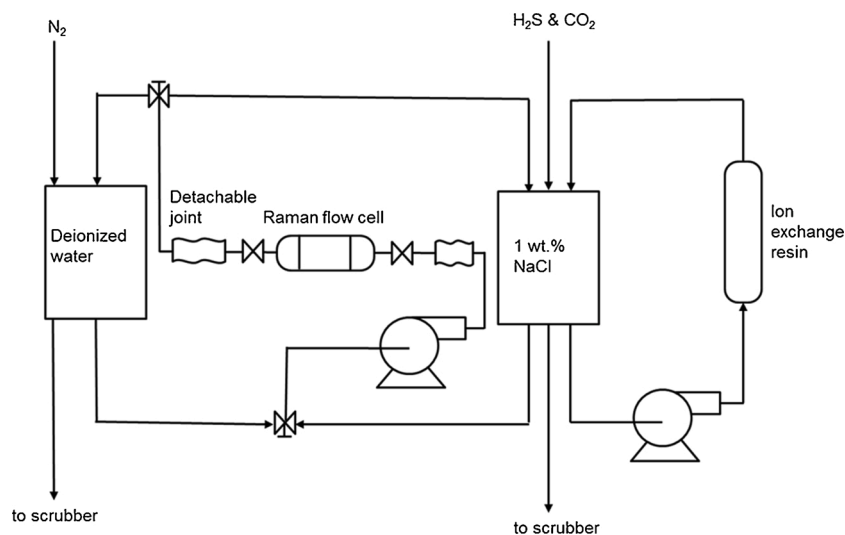 N₂
H₂S & CO₂
Detachable
joint
Raman flow cell
Deionized
water
1 wt.%
NaCl
Ion
exchange
resin
to scrubber
to scrubber